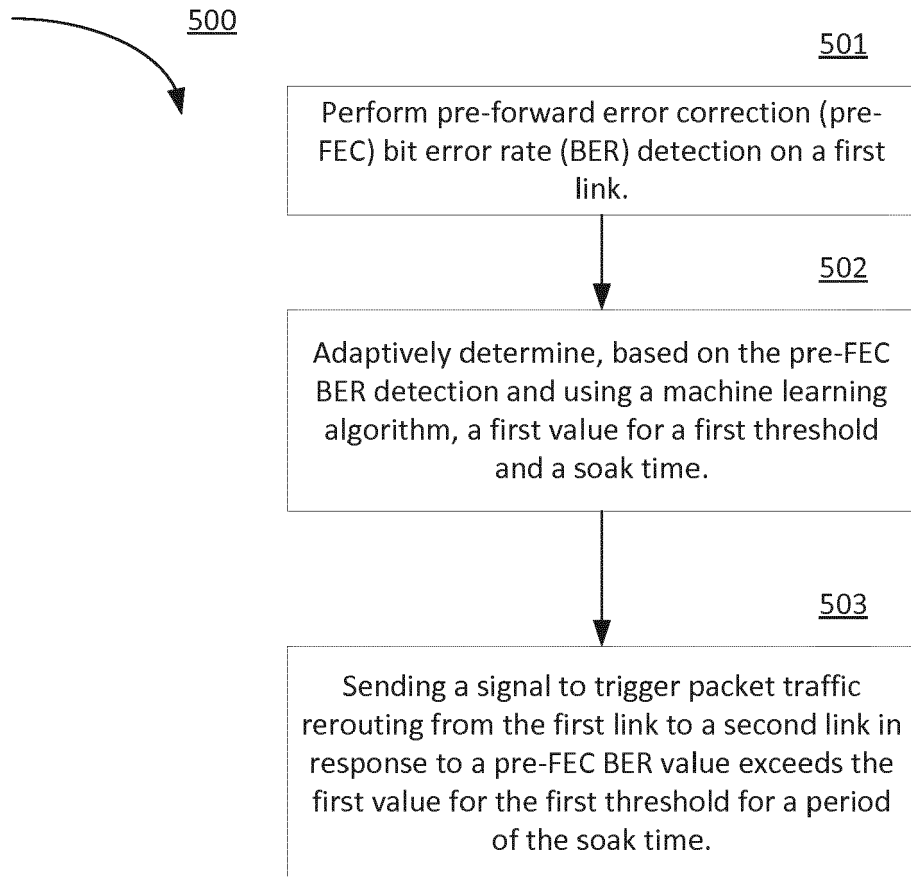 500
501
Perform pre-forward error correction (pre-
FEC) bit error rate (BER) detection on a first
link.
502
Adaptively determine, based on the pre-FEC
BER detection and using a machine learning
algorithm, a first value for a first threshold
and a soak time.
503
Sending a signal to trigger packet traffic
rerouting from the first link to a second link in
response to a pre-FEC BER value exceeds the
first value for the first threshold for a period
of the soak time.